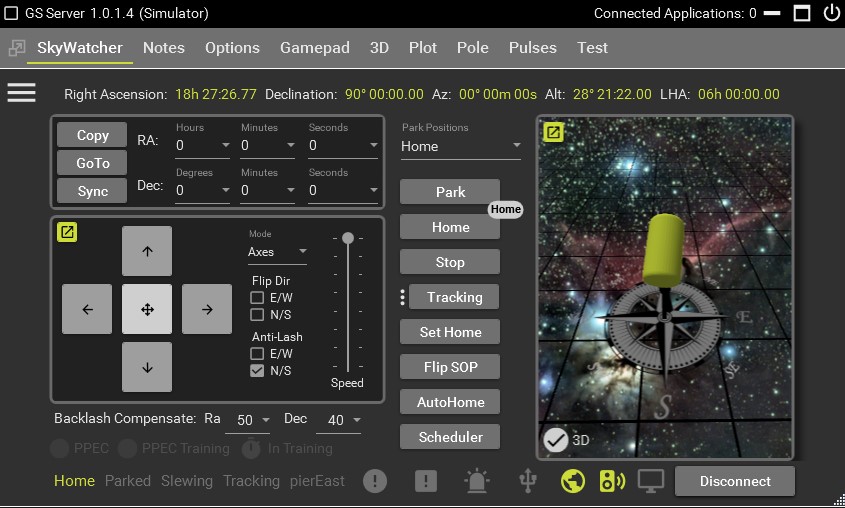 GS Server 1.0.1.4 (Simulator) Connected Applications: 0
SkyWatcher Notes Options Gamepad 3D Plot Pole Pulses Test
Right Ascension: 18h 27:26.77 Declination: 90° 00:00.00 Az: 00° 00m 00s Alt: 28° 21:22.00 LHA: 06h 00:00.00
Copy
GoTo
Sync
Hours Minutes Seconds
RA: 0 0 0
Degrees Minutes Seconds
Dec: 0 0 0
Park Positions
Home
Mode
Axes
Flip Dir
E/W
N/S
Anti-Lash
E/W
N/S
Speed
Park
Home
Home
Stop
Tracking
Set Home
Flip SOP
AutoHome
Scheduler
E
SE
S
3D
Backlash Compensate: Ra 50 Dec 40
PPEC PPEC Training In Training
Home Parked Slewing Tracking pierEast
Disconnect